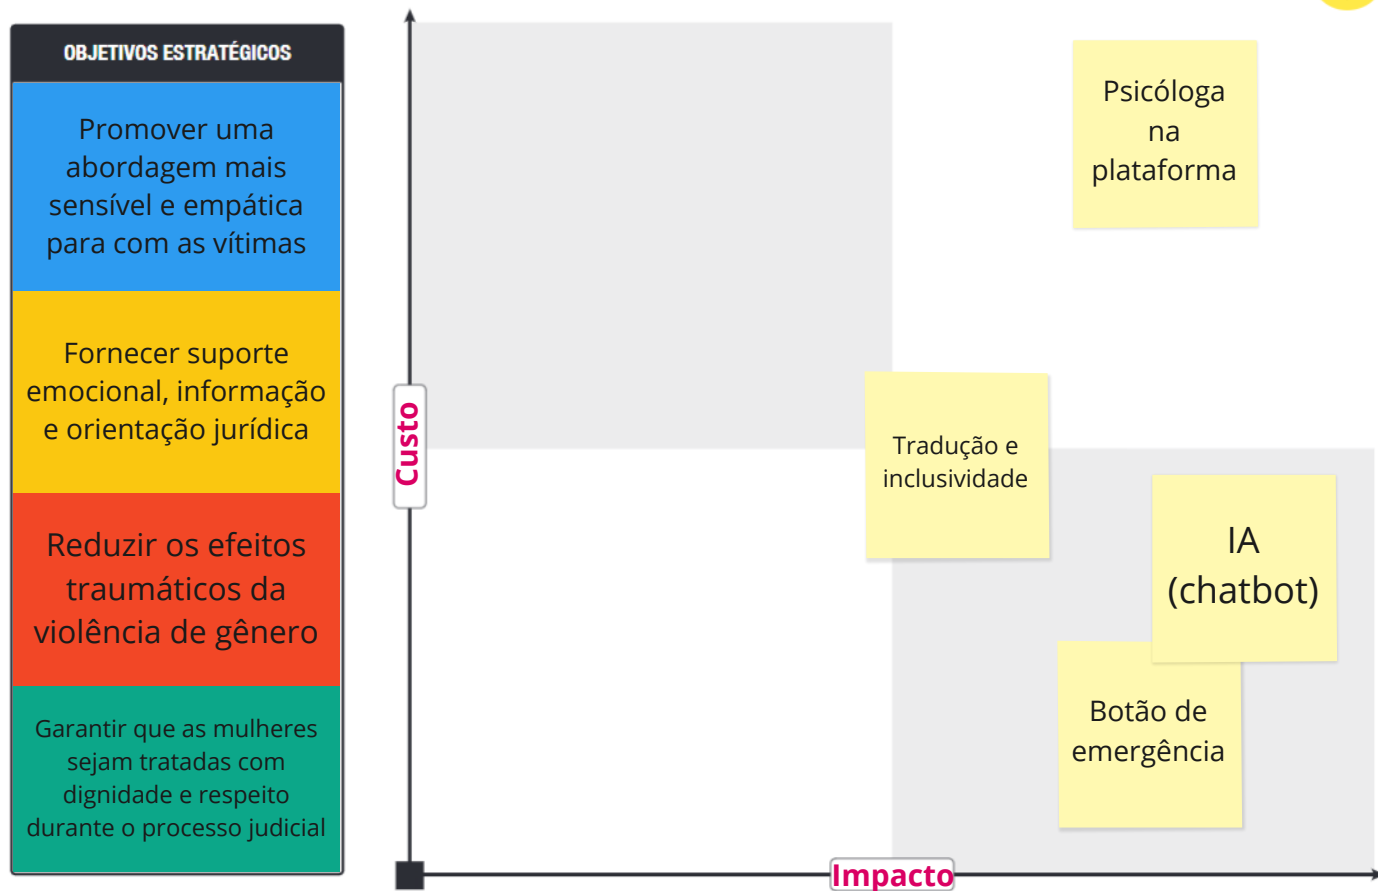 OBJETIVOS ESTRATÉGICOS
Promover uma
abordagem mais
sensível e empática
para com as vítimas
Fornecer suporte
emocional, informação
e orientação jurídica
Reduzir os efeitos
traumáticos da
violência de gênero
Garantir que as mulheres
sejam tratadas com
dignidade e respeito
durante o processo judicial
Custo
Psicóloga
na
plataforma
Tradução e
inclusividade
IA
(chatbot)
Botão de
emergência
Impacto